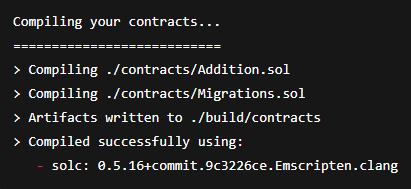 Compiling your contracts...
===========================
> Compiling ./contracts/Addition.sol
> Compiling ./contracts/Migrations.sol
> Artifacts written to ./build/contracts
> Compiled successfully using:
   - solc: 0.5.16+commit.9c3226ce.Emscripten.clang